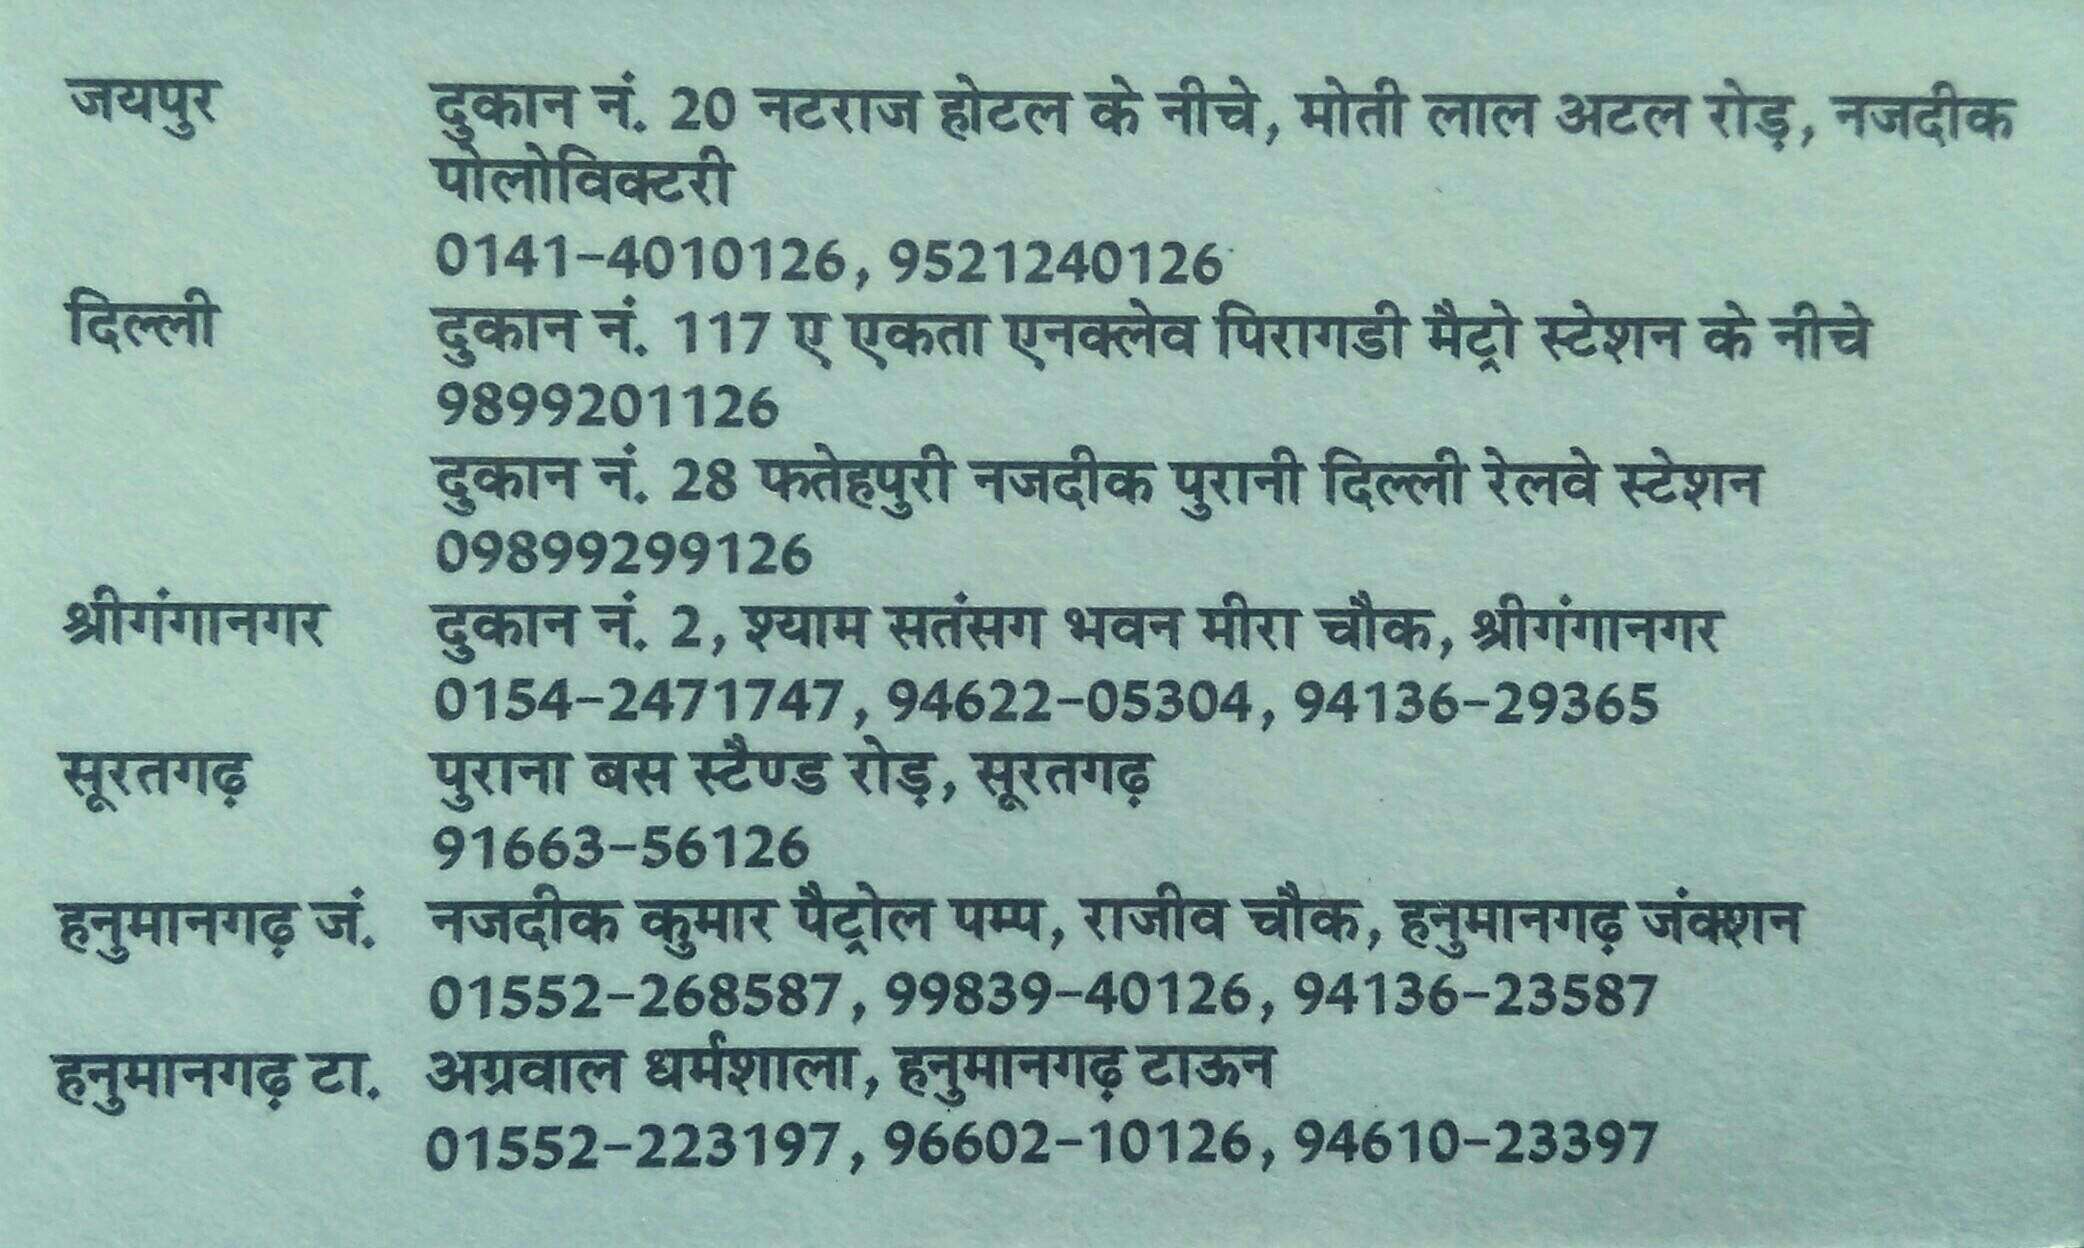 जयपुर दुकान नं. 20 नटराज होटल के नीचे, मोती लाल अटल रोड़, नजदीक
पोलोविक्टरी
0141-4010126, 9521240126
दिल्ली दुकान नं. 117 ए एकता एनक्लेव पिरागडी मैट्रो स्टेशन के नीचे
9899201126
दुकान नं. 28 फतेहपुरी नजदीक पुरानी दिल्ली रेलवे स्टेशन
09899299126
श्रीगंगानगर दुकान नं. 2, श्याम सतंसग भवन मीरा चौक, श्रीगंगानगर
0154-2471747, 94622-05304, 94136-29365
सूरतगढ़ पुराना बस स्टैण्ड रोड़, सूरतगढ़
91663-56126
हनुमानगढ़ जं. नजदीक कुमार पैट्रोल पम्प, राजीव चौक, हनुमानगढ़ जंक्शन
01552-268587, 99839-40126, 94136-23587
हनुमानगढ़ टा. अग्रवाल धर्मशाला, हनुमानगढ़ टाऊन
01552-223197, 96602-10126, 94610-23397